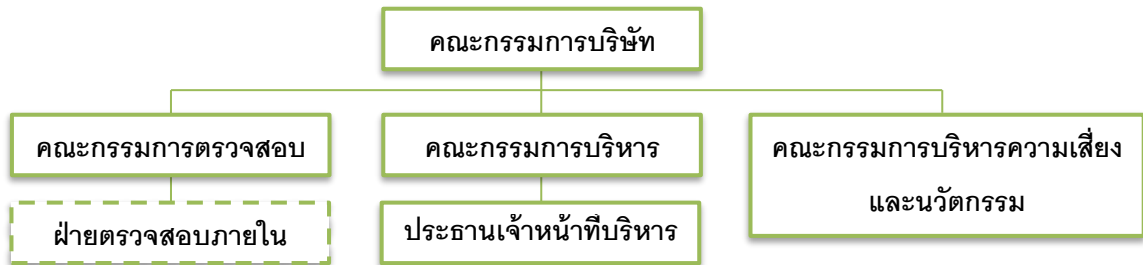 คณะกรรมการบริษัท
คณะกรรมการตรวจสอบ
คณะกรรมการบริหาร
คณะกรรมการบริหารความเสี่ยง
และนวัตกรรม
ฝ่ายตรวจสอบภายใน
ประธานเจ้าหน้าที่บริหาร